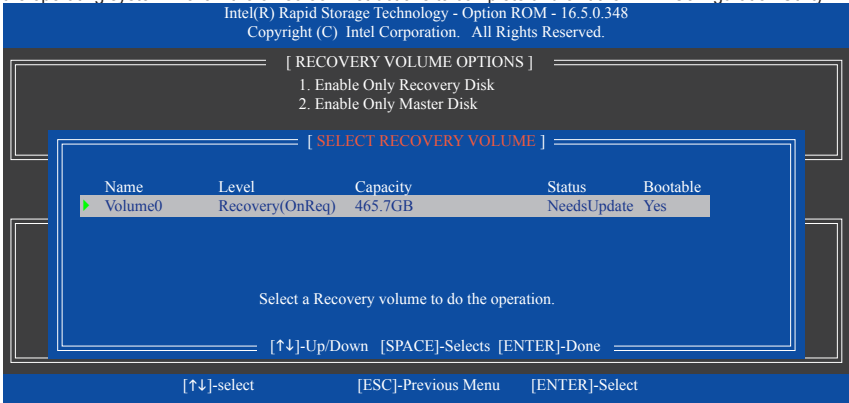 Intel(R) Rapid Storage Technology - Option ROM - 16.5.0.348
Copyright (C) Intel Corporation. All Rights Reserved.
[ RECOVERY VOLUME OPTIONS ]
1. Enable Only Recovery Disk
2. Enable Only Master Disk
[ SELECT RECOVERY VOLUME ]
Name Level Capacity Status Bootable
Volume0 Recovery(OnReq) 465.7GB NeedsUpdate Yes
Select a Recovery volume to do the operation.
[↑↓]-Up/Down [SPACE]-Selects [ENTER]-Done
[↑↓]-select [ESC]-Previous Menu [ENTER]-Select